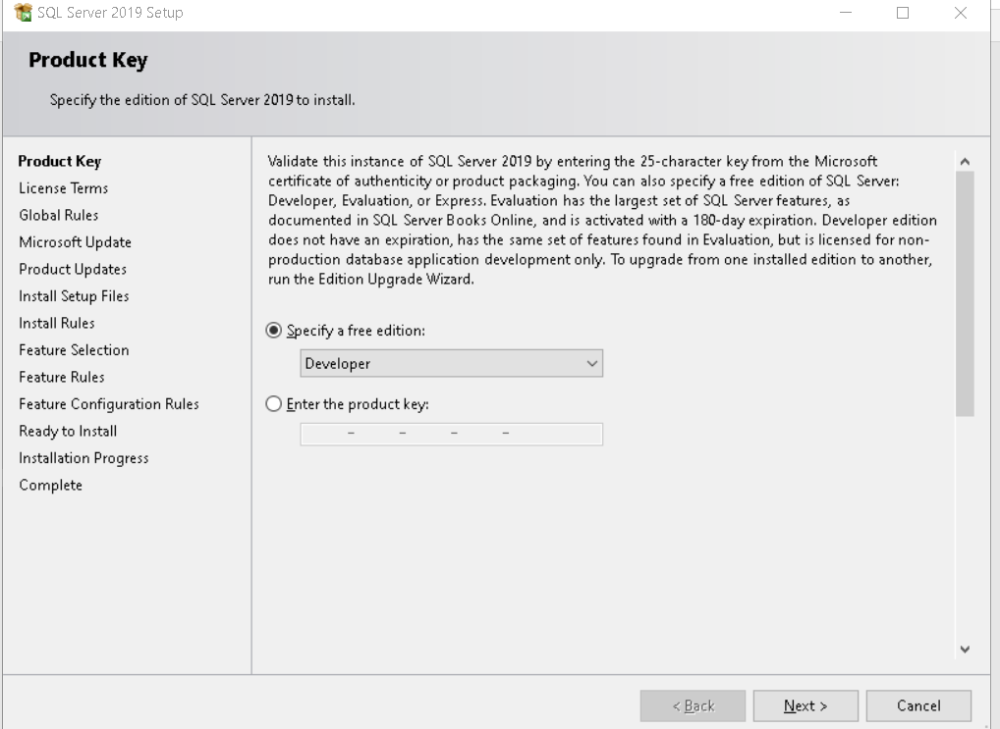 SQL Server 2019 Setup
Product Key
Specify the edition of SQL Server 2019 to install.
Product Key
License Terms
Global Rules
Microsoft Update
Product Updates
Install Setup Files
Install Rules
Feature Selection
Feature Rules
Feature Configuration Rules
Ready to Install
Installation Progress
Complete
Validate this instance of SQL Server 2019 by entering the 25-character key from the Microsoft
certificate of authenticity or product packaging. You can also specify a free edition of SQL Server:
Developer, Evaluation, or Express. Evaluation has the largest set of SQL Server features, as
documented in SQL Server Books Online, and is activated with a 180-day expiration. Developer edition
does not have an expiration, has the same set of features found in Evaluation, but is licensed for non-
production database application development only. To upgrade from one installed edition to another,
run the Edition Upgrade Wizard.
Specify a free edition:
Developer
Enter the product key:
- - - -
< Back
Next >
Cancel